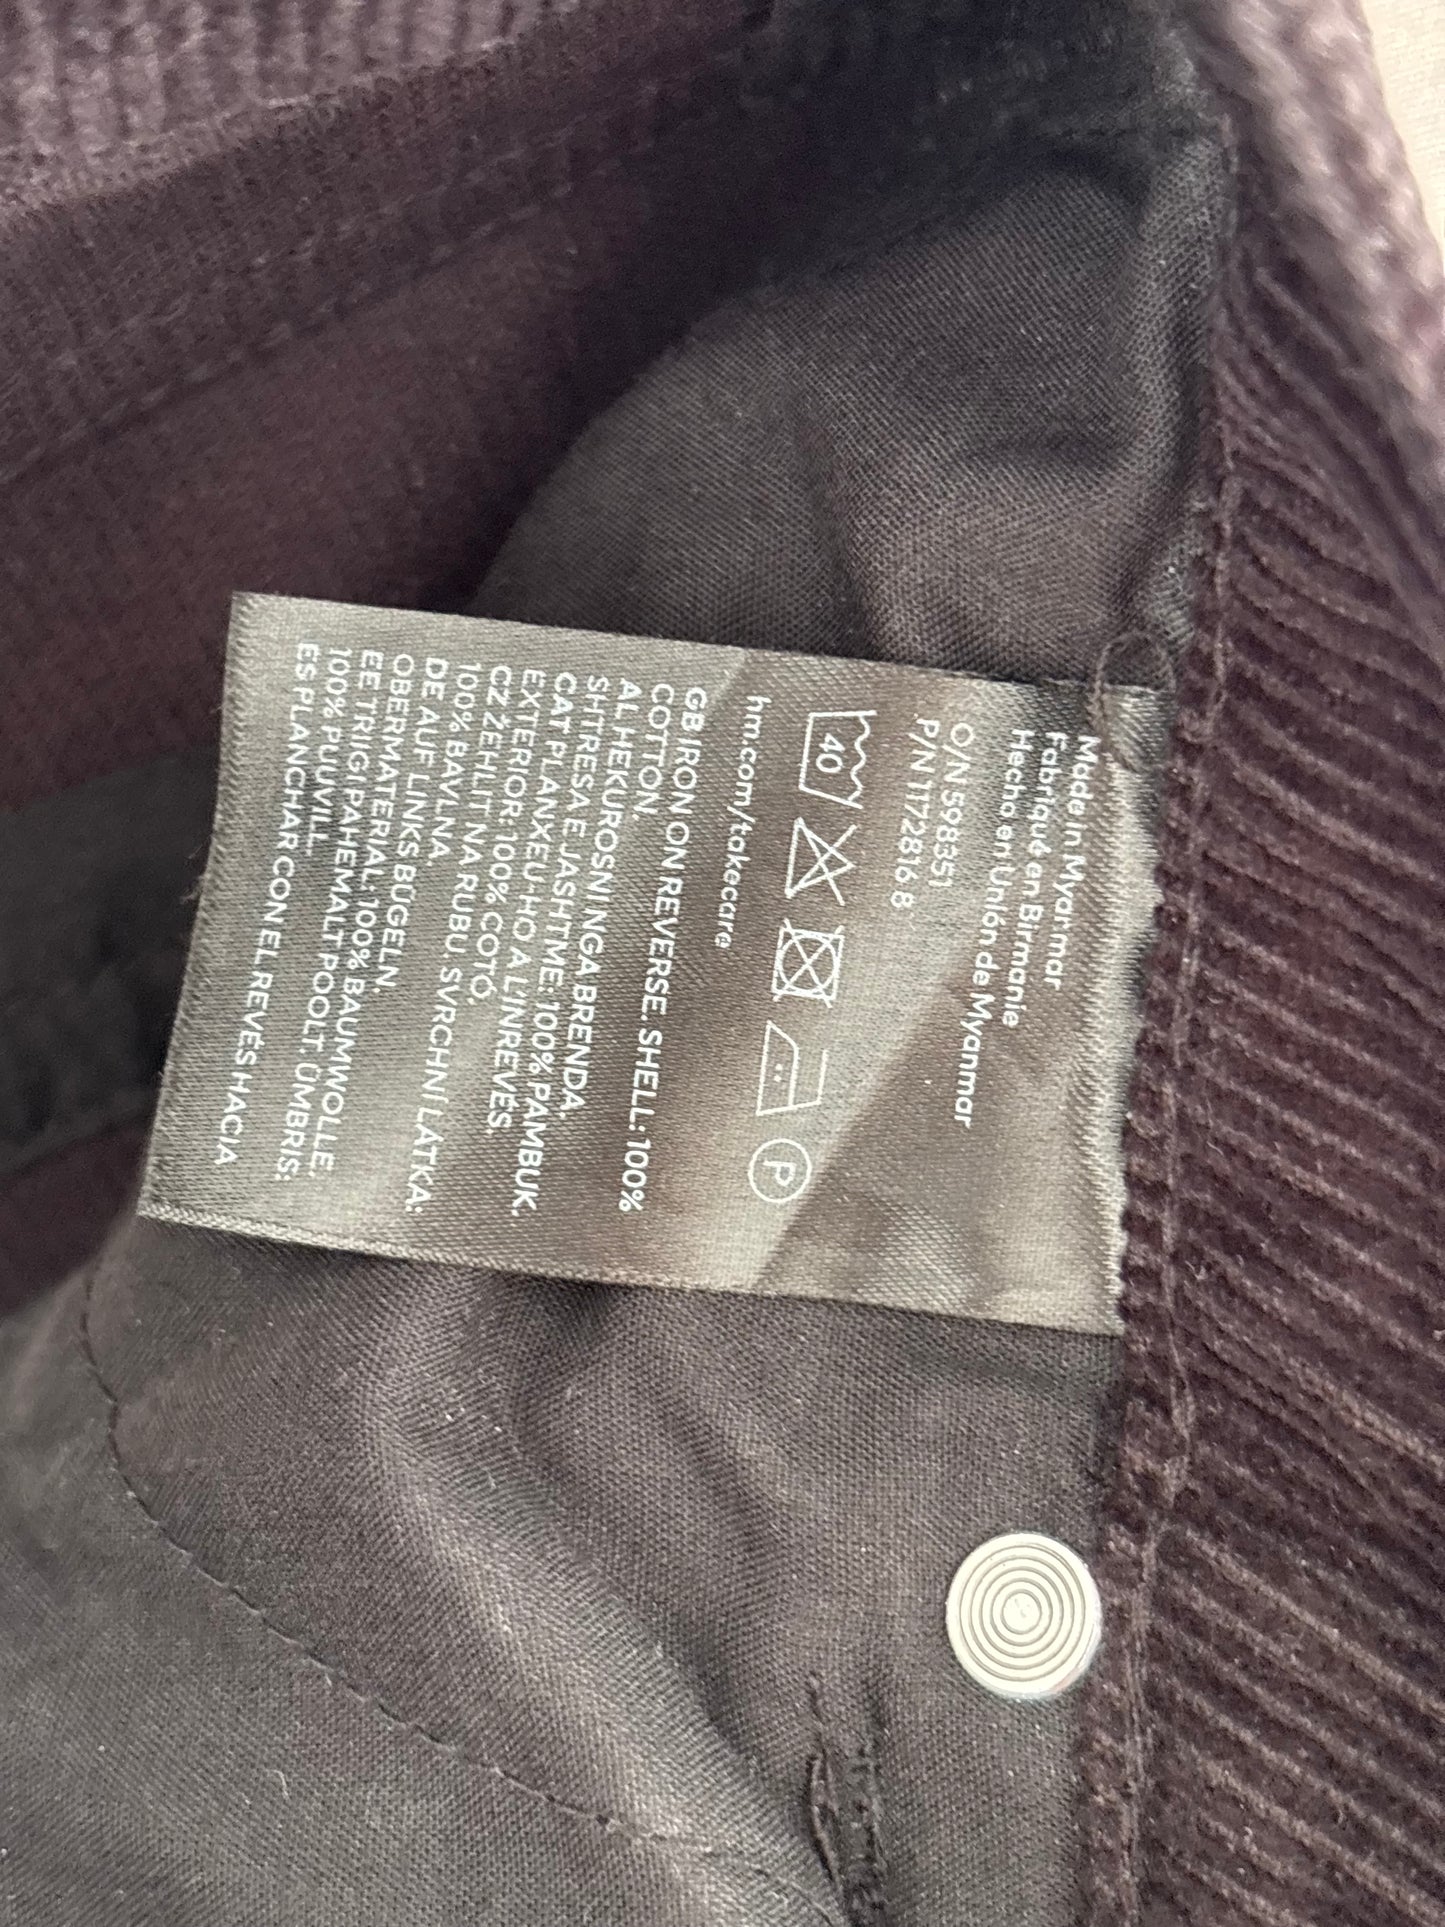 Made in Myanmar
Fabriqué en Birmanie
Hecho en Unión de Myanmar
O/N 598351
P/N 1172816 8
40
P
hm.com/takecare
GB IRON ON REVERSE. SHELL: 100%
COTTON.
AL HEKUROSNI NGA BRENDA.
SHTRESA E JASHTME: 100% PAMBUK.
CAT PLANXEU-HO A L'INREVÉS.
EXTERIOR: 100% COTÓ.
CZ ŽEHLIT NA RUBU. SVRCHNÍ LÁTKA:
100% BAVLNA.
DE AUF LINKS BÜGELN.
OBERMATERIAL: 100% BAUMWOLLE.
EE TRIGI PAHEMALT POOLT. ÜMBRIS:
100% PUUVILL.
ES PLANCHAR CON EL REVÉS HACIA